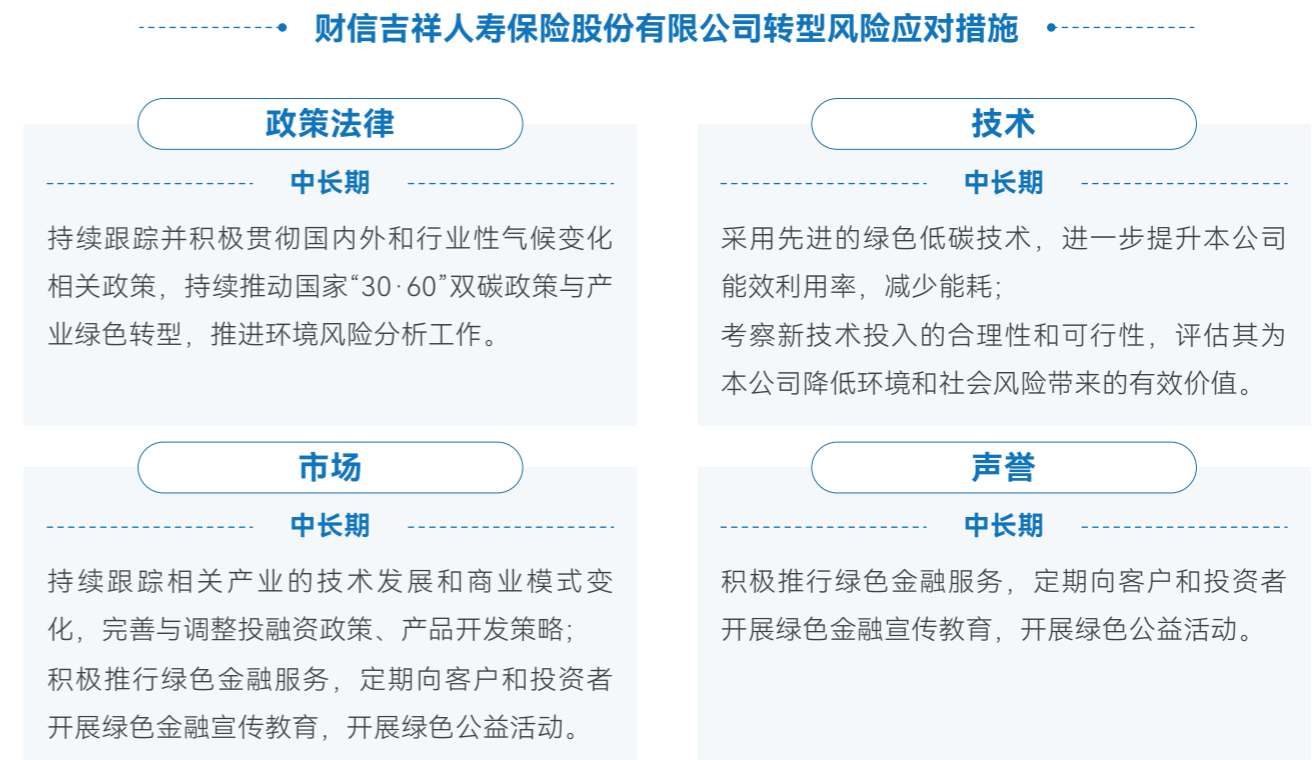 财信吉祥人寿保险股份有限公司转型风险应对措施
政策法律
中长期
持续跟踪并积极贯彻国内外和行业性气候变化
相关政策，持续推动国家“30·60”双碳政策与产
业绿色转型，推进环境风险分析工作。
技术
中长期
采用先进的绿色低碳技术，进一步提升本公司
能效利用率，减少能耗；
考察新技术投入的合理性和可行性，评估其为
本公司降低环境和社会风险带来的有效价值。
市场
中长期
持续跟踪相关产业的技术发展和商业模式变
化，完善与调整投融资政策、产品开发策略；
积极推行绿色金融服务，定期向客户和投资者
开展绿色金融宣传教育，开展绿色公益活动。
声誉
中长期
积极推行绿色金融服务，定期向客户和投资者
开展绿色金融宣传教育，开展绿色公益活动。